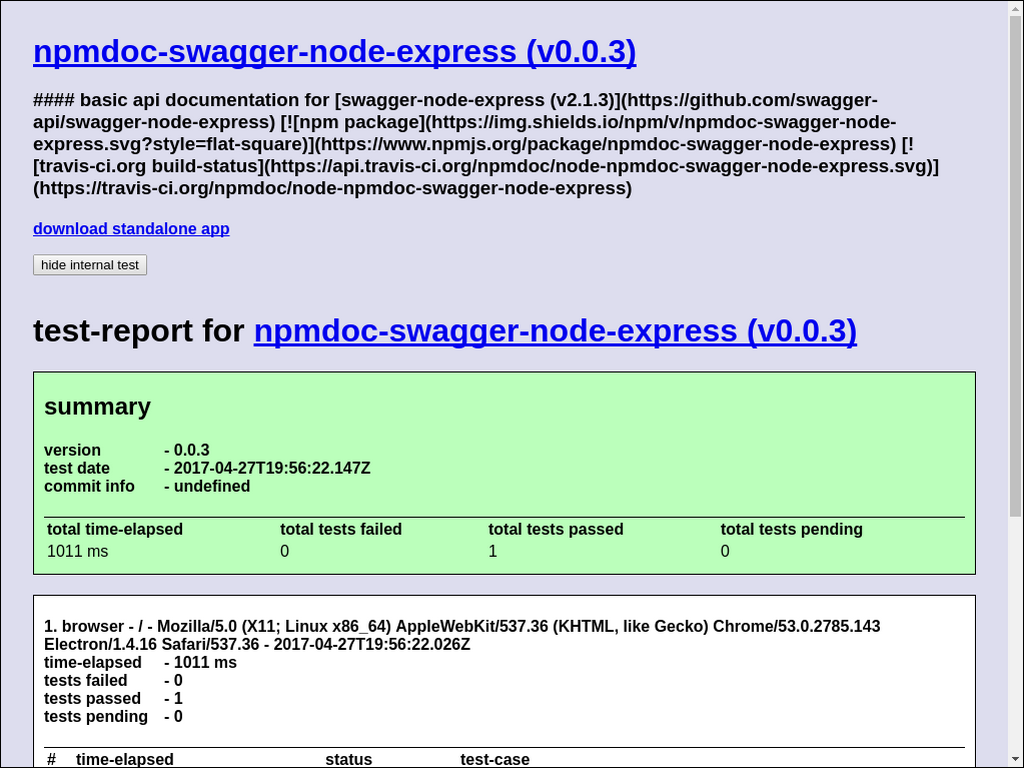 npmdoc-swagger-node-express (v0.0.3)
#### basic api documentation for [swagger-node-express (v2.1.3)](https://github.com/swagger-
api/swagger-node-express) [![npm package](https://img.shields.io/npm/v/npmdoc-swagger-node-
express.svg?style=flat-square)](https://www.npmjs.org/package/npmdoc-swagger-node-express) [!
[travis-ci.org build-status](https://api.travis-ci.org/npmdoc/node-npmdoc-swagger-node-express.svg)]
(https://travis-ci.org/npmdoc/node-npmdoc-swagger-node-express)
download standalone app
hide internal test
test-report for npmdoc-swagger-node-express (v0.0.3)
summary
version - 0.0.3
test date - 2017-04-27T19:56:22.147Z
commit info - undefined
total time-elapsed total tests failed total tests passed total tests pending
1011 ms 0 1 0
1. browser - / - Mozilla/5.0 (X11; Linux x86_64) AppleWebKit/537.36 (KHTML, like Gecko) Chrome/53.0.2785.143
Electron/1.4.16 Safari/537.36 - 2017-04-27T19:56:22.026Z
time-elapsed - 1011 ms
tests failed - 0
tests passed - 1
tests pending - 0
# time-elapsed status test-case